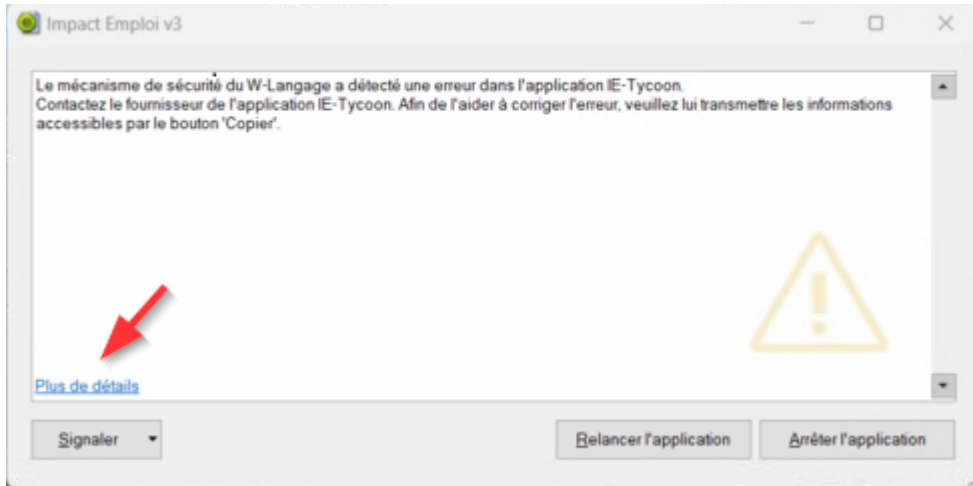 Impact Emploi v3
Le mécanisme de sécurité du W-Langage a détecté une erreur dans l'application IE-Tycoon.
Contactez le fournisseur de l'application IE-Tycoon. Afin de l'aider à corriger l'erreur, veuillez lui transmettre les informations
accessibles par le bouton 'Copier'.
Plus de détails
Signaler
Relancer l'application
Arrêter l'application